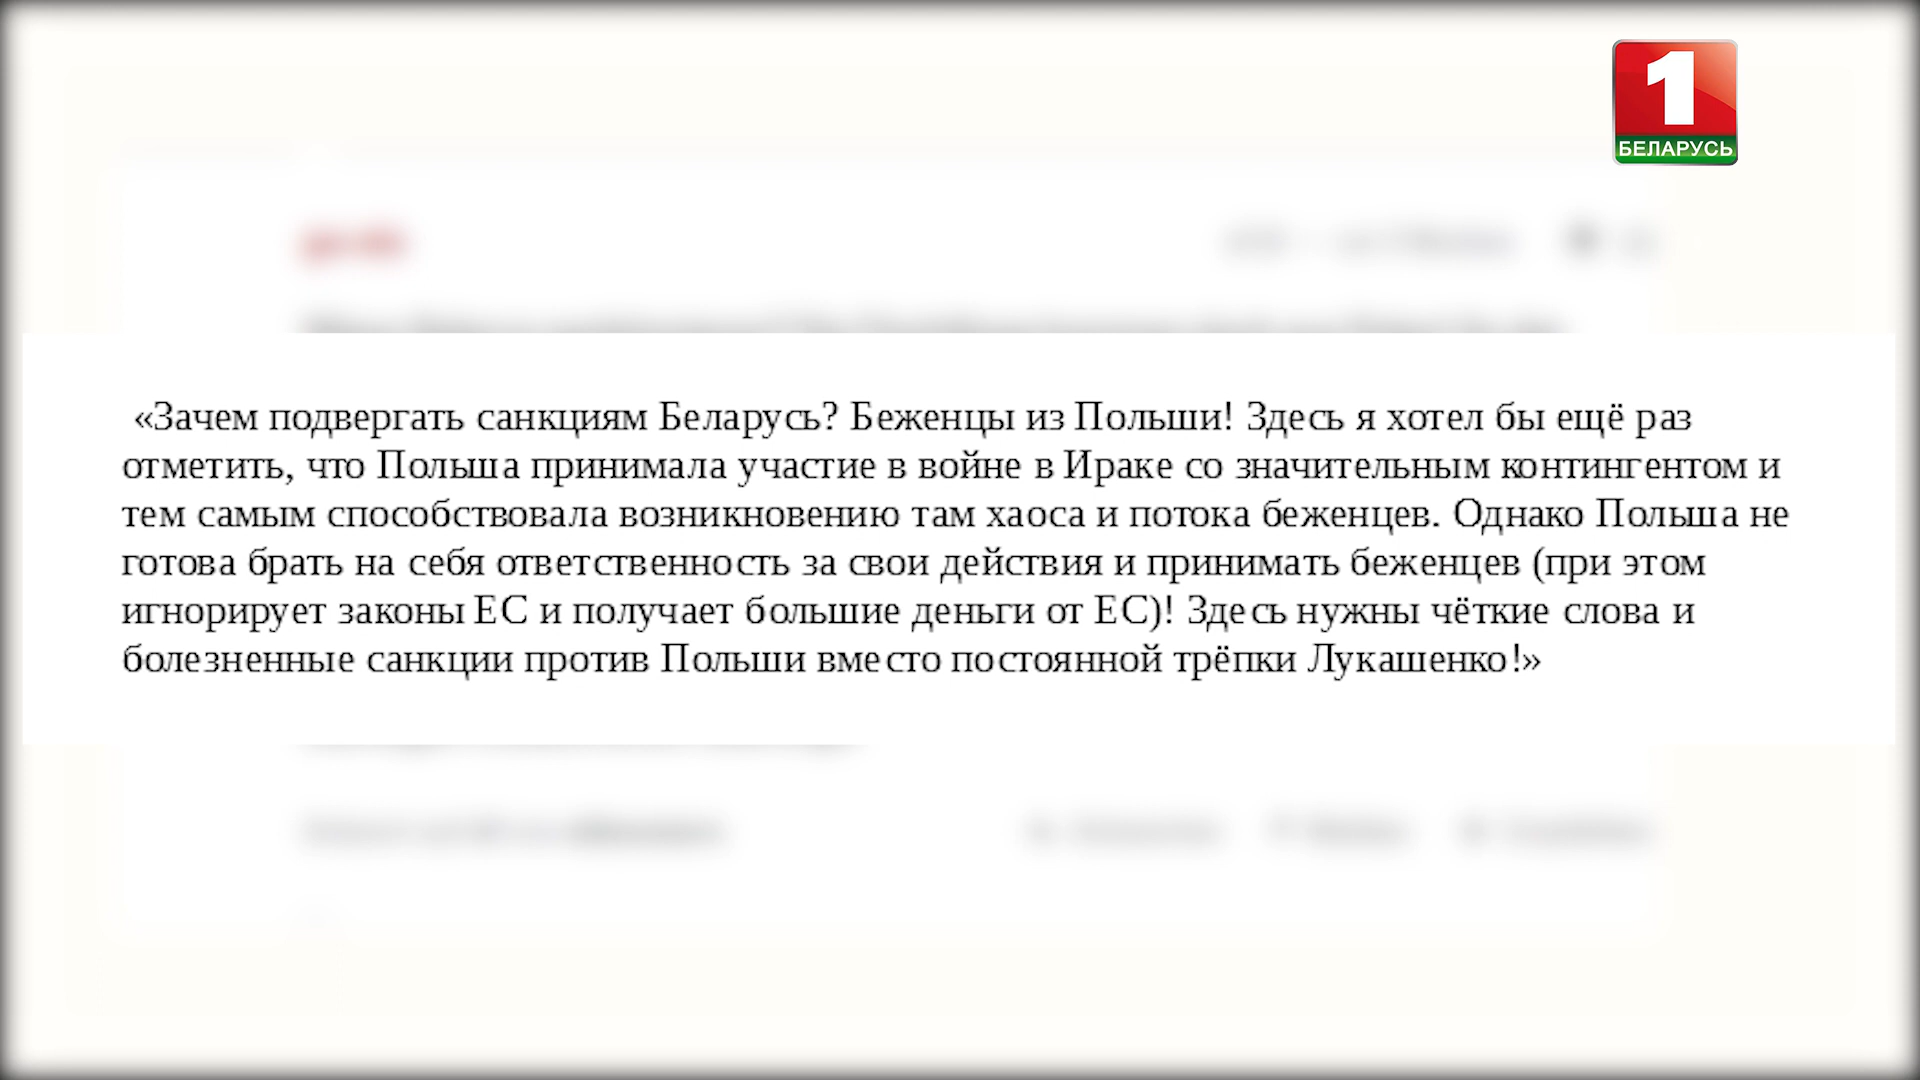 1
БЕЛАРУСЬ
«Зачем подвергать санкциям Беларусь? Беженцы из Польши! Здесь я хотел бы ещё раз
отметить, что Польша принимала участие в войне в Ираке со значительным контингентом и
тем самым способствовала возникновению там хаоса и потока беженцев. Однако Польша не
готова брать на себя ответственность за свои действия и принимать беженцев (при этом
игнорирует законы ЕС и получает большие деньги от ЕС)! Здесь нужны чёткие слова и
болезненные санкции против Польши вместо постоянной трёпки Лукашенко!»